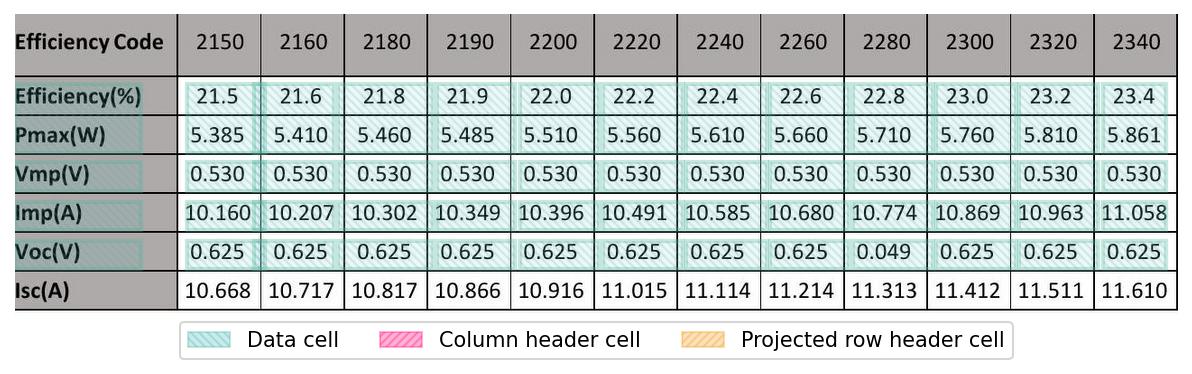 Efficiency Code 2150 2160 2180 2190 2200 2220 2240 2260 2280 2300 2320 2340
Efficiency(%) 21.5 21.6 21.8 21.9 22.0 22.2 22.4 22.6 22.8 23.0 23.2 23.4
Pmax(W) 5.385 5.410 5.460 5.485 5.510 5.560 5.610 5.660 5.710 5.760 5.810 5.861
Vmp(V) 0.530 0.530 0.530 0.530 0.530 0.530 0.530 0.530 0.530 0.530 0.530 0.530
Imp(A) 10.160 10.207 10.302 10.349 10.396 10.491 10.585 10.680 10.774 10.869 10.963 11.058
Voc(V) 0.625 0.625 0.625 0.625 0.625 0.625 0.625 0.625 0.049 0.625 0.625 0.625
Isc(A) 10.668 10.717 10.817 10.866 10.916 11.015 11.114 11.214 11.313 11.412 11.511 11.610
Data cell Column header cell Projected row header cell